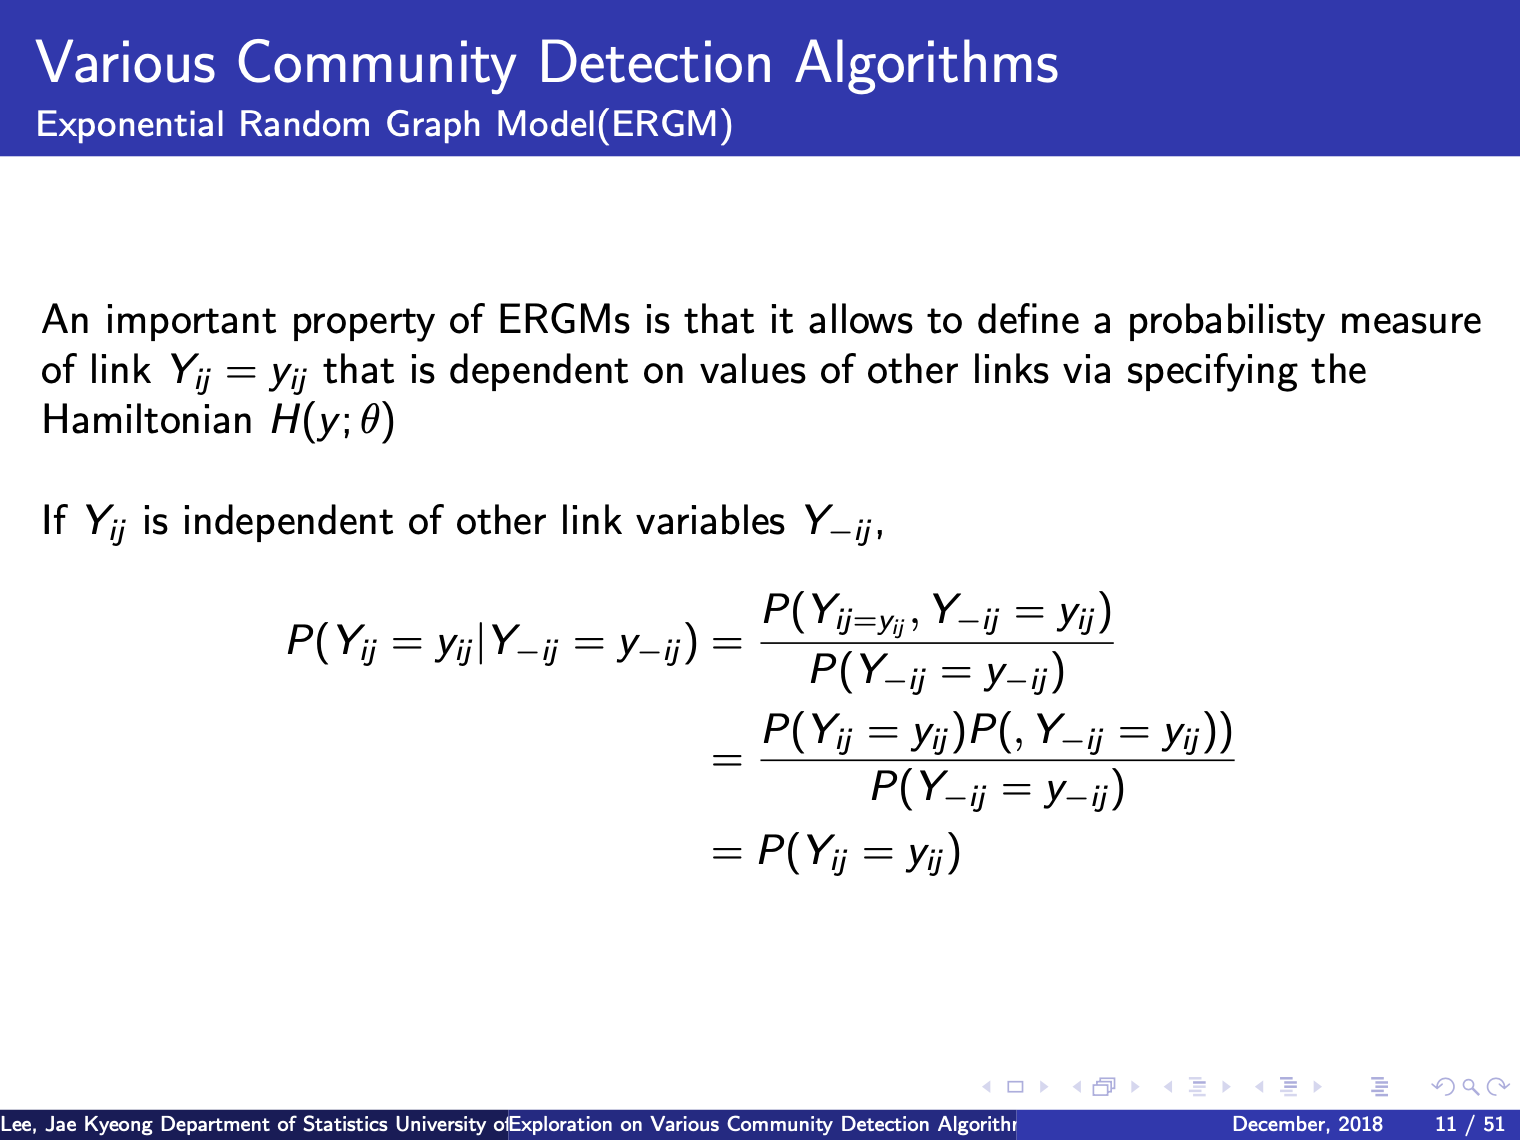 Various Community Detection Algorithms
Exponential Random Graph Model(ERGM)
An important property of ERGMs is that it allows to define a probabilisty measure
of link Y_{ij} = y_{ij} that is dependent on values of other links via specifying the
Hamiltonian H(y; θ)
If Y_{ij} is independent of other link variables Y_{−ij},
P(Y_{ij} = y_{ij}|Y_{−ij} = y_{−ij}) = \frac{P(Y_{ij=y_{ij}}, Y_{−ij} = y_{ij})}{P(Y_{−ij} = y_{−ij})}
= \frac{P(Y_{ij} = y_{ij})P(, Y_{−ij} = y_{ij}))}{P(Y_{−ij} = y_{−ij})}
= P(Y_{ij} = y_{ij})
Lee, Jae Kyeong Department of Statistics University of Exploration on Various Community Detection Algorithm December, 2018 11 / 51